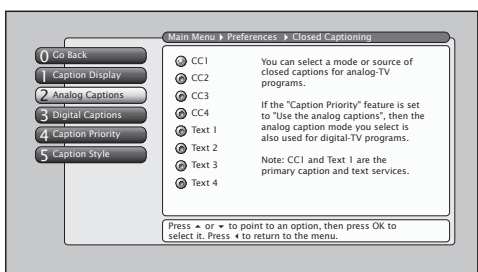 Main Menu ▸ Preferences ▸ Closed Captioning
0 Go Back
1 Caption Display
2 Analog Captions
3 Digital Captions
4 Caption Priority
5 Caption Style
CC1
CC2
CC3
CC4
Text 1
Text 2
Text 3
Text 4
You can select a mode or source of
closed captions for analog-TV
programs.
If the "Caption Priority" feature is set
to "Use the analog captions", then the
analog caption mode you select is
also used for digital-TV programs.
Note: CC1 and Text 1 are the
primary caption and text services.
Press ▴ or ▾ to point to an option, then press OK to
select it. Press ◂ to return to the menu.